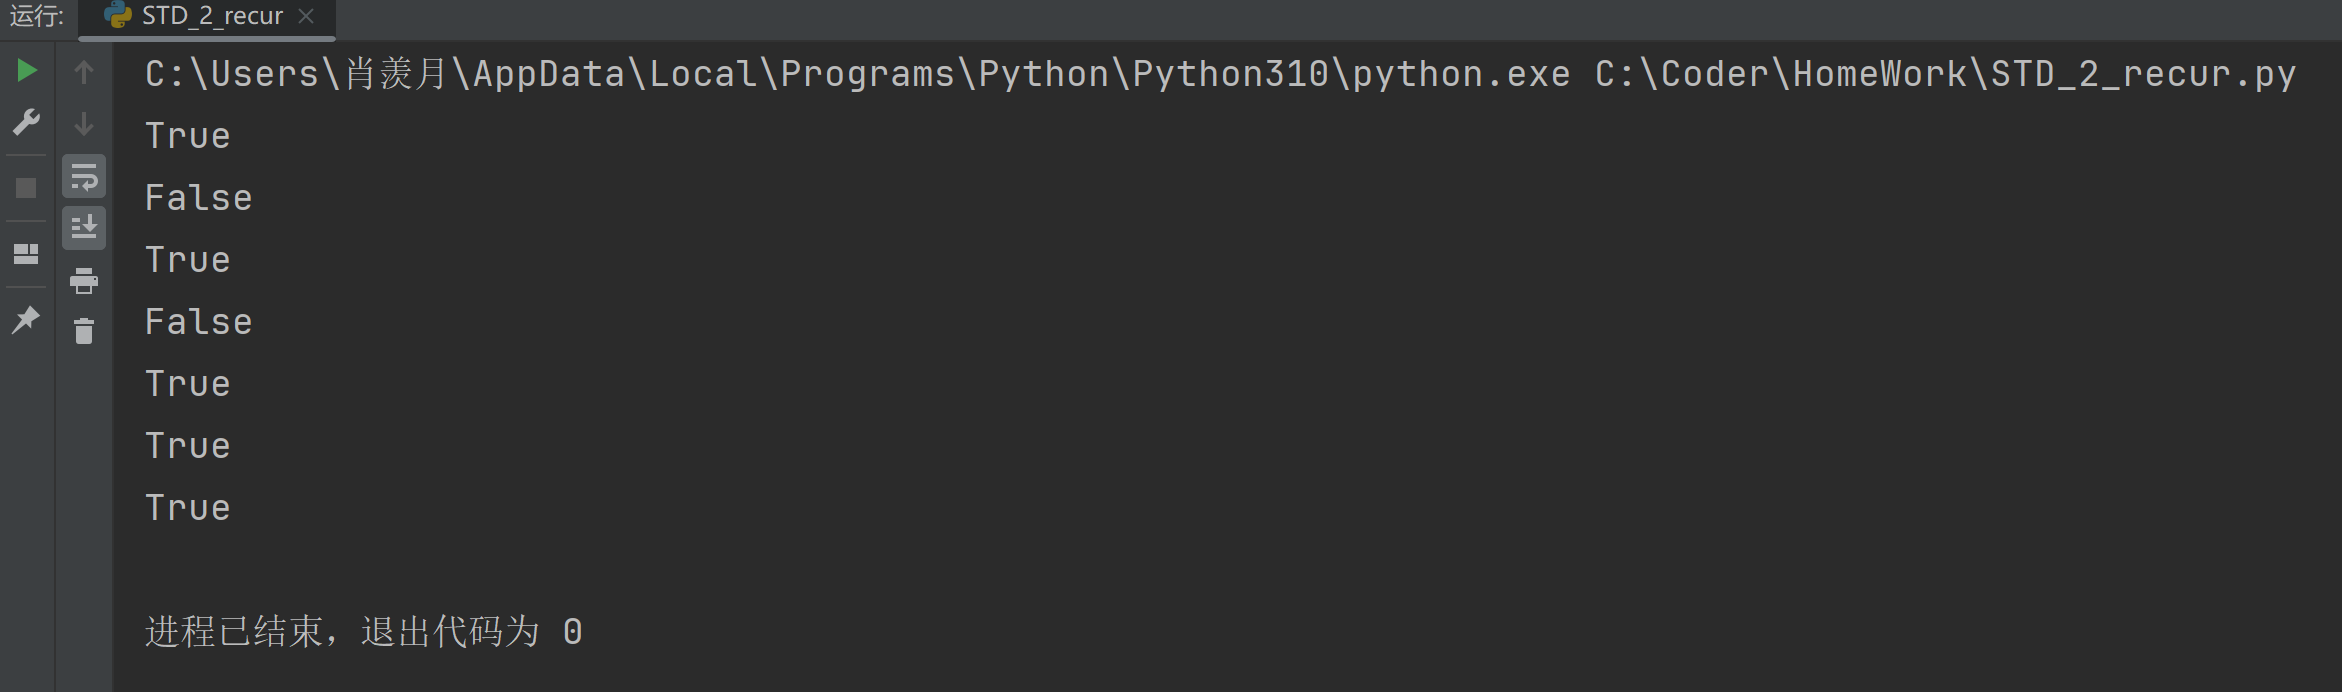 运行:
STD_2_recur
C:\Users\肖羡月\AppData\Local\Programs\Python\Python310\python.exe C:\Coder\HomeWork\STD_2_recur.py
True
False
True
False
True
True
True
进程已结束，退出代码为 0